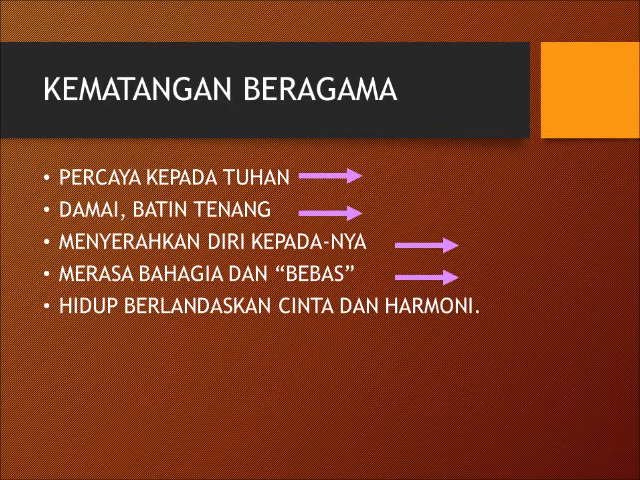 KEMATANGAN BERAGAMA
• PERCAYA KEPADA TUHAN
• DAMAI, BATIN TENANG
• MENYERAHKAN DIRI KEPADA-NYA
• MERASA BAHAGIA DAN “BEBAS”
• HIDUP BERLANDASKAN CINTA DAN HARMONI.